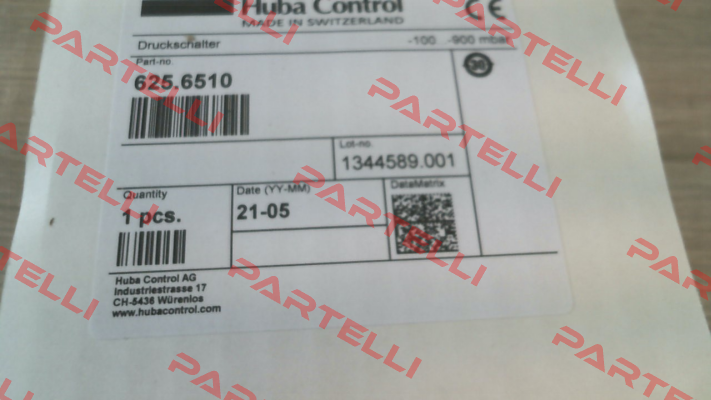 Huba Control
MADE IN SWITZERLAND
CE
Druckschalter -100 ..-900 mbar
Part-no
625.6510
Lot-no.
1344589.001
Quantity
1 pcs.
Date (YY-MM)
21-05
DataMatrix
Huba Control AG
Industriestrasse 17
CH-5436 Würenlos
www.hubacontrol.com
PARTELLI
PARTELLI
PARTELLI
PARTELLI
PARTELLI
PARTELLI
PARTELLI
PARTELLI